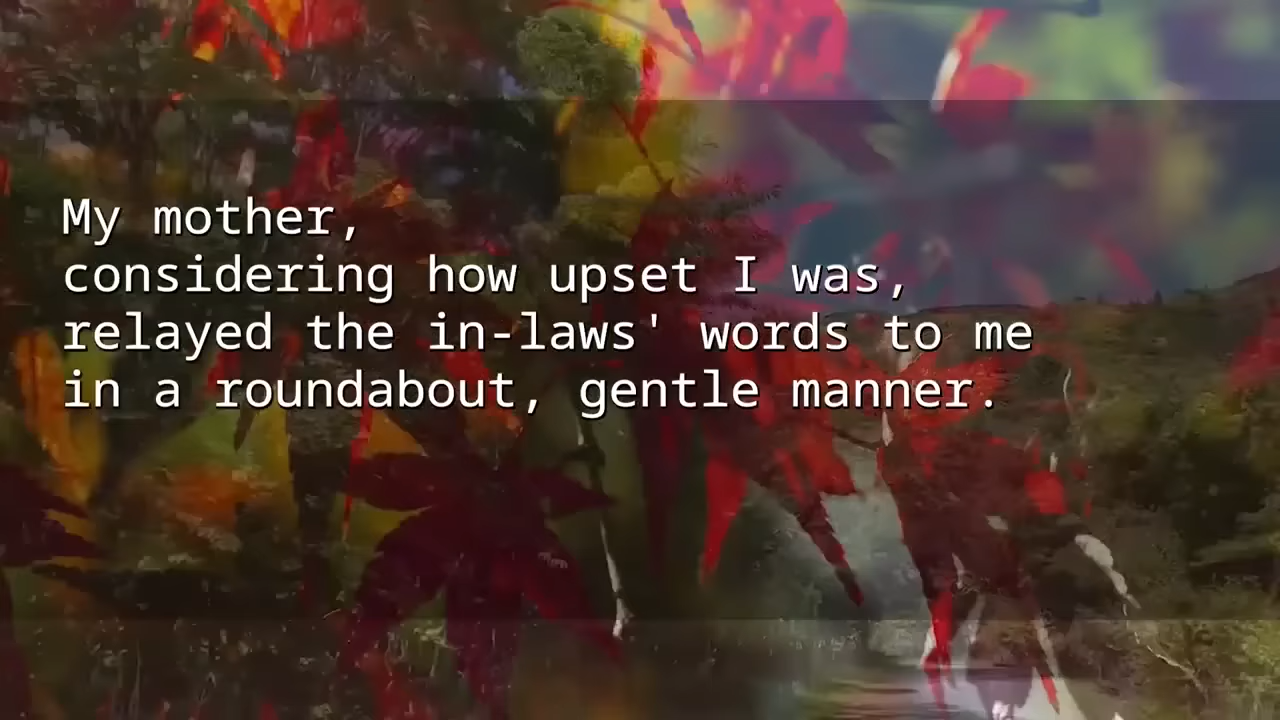 My mother,
considering how upset I was,
relayed the in-laws' words to me
in a roundabout, gentle manner.